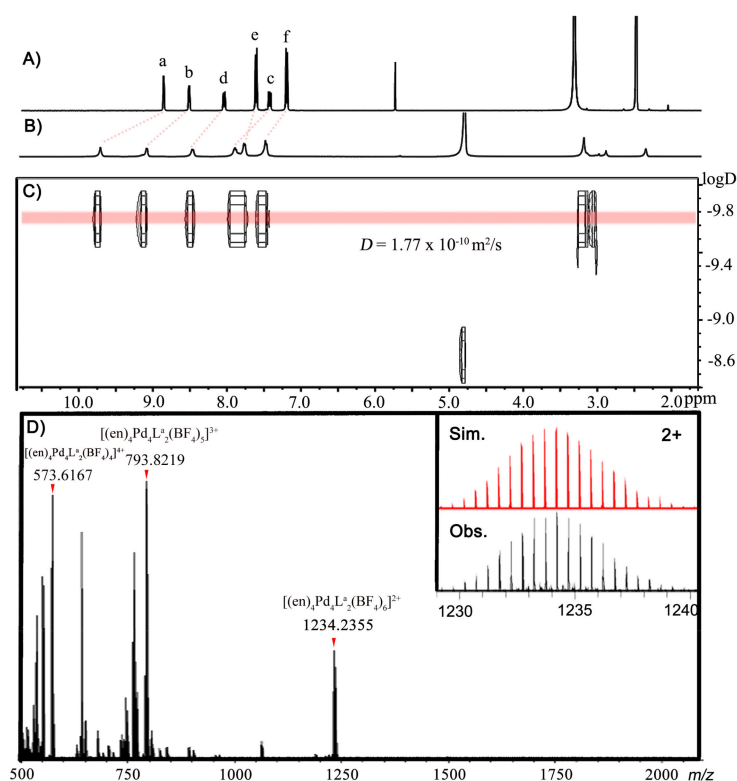 A)
a b d e c f
B)
C)
logD
-9.8
D = 1.77 x 10⁻¹⁰ m²/s
-9.4
-9.0
-8.6
10.0 9.0 8.0 7.0 6.0 5.0 4.0 3.0 2.0 ppm
D)
[(en)₄Pd₄Lᵃ₂(BF₄)₅]³⁺
[(en)₄Pd₄Lᵃ₂(BF₄)₄]⁴⁺ 793.8219
573.6167
[(en)₄Pd₄Lᵃ₂(BF₄)₆]²⁺
1234.2355
Sim. 2+
Obs.
1230 1235 1240
500 750 1000 1250 1500 1750 2000 m/z